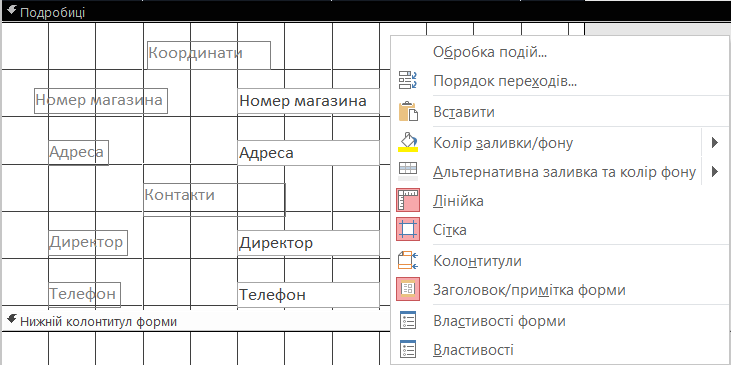 Подробиці
Координати
Номер магазина Номер магазина
Адреса Адреса
Контакти
Директор Директор
Телефон Телефон
Нижній колонтитул форми
Обробка подій...
Порядок переходів...
Вставити
Колір заливки/фону
Альтернативна заливка та колір фону
Лінійка
Сітка
Колонтитули
Заголовок/примітка форми
Властивості форми
Властивості